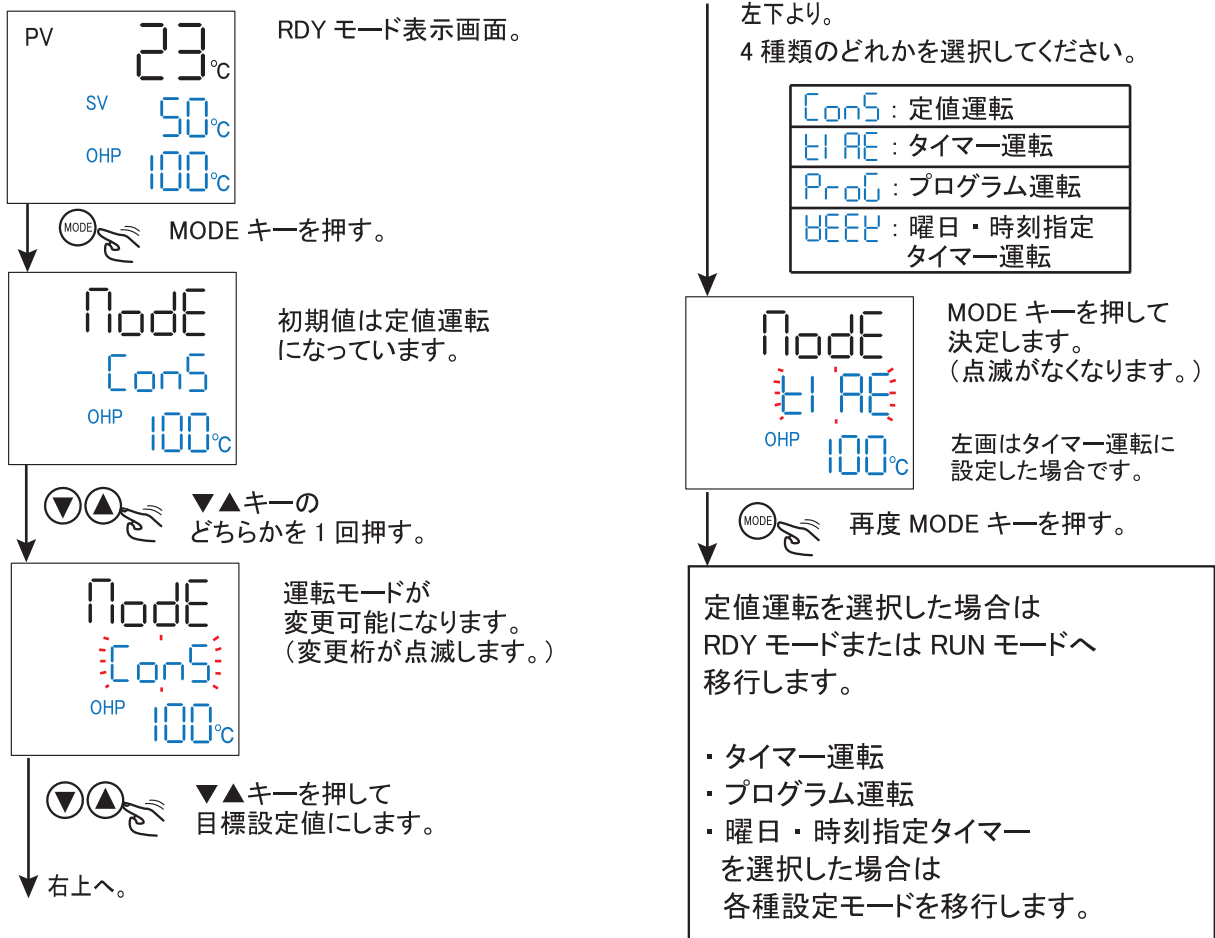 PV 23℃
SV 50℃
OHP 100℃
RDY モード表示画面。
MODE
MODE キーを押す。
ModE
ConS
OHP 100℃
初期値は定値運転
になっています。
▼▲
▼▲キーの
どちらかを 1 回押す。
ModE
ConS
OHP 100℃
運転モードが
変更可能になります。
(変更桁が点滅します。)
▼▲
▼▲キーを押して
目標設定値にします。
右上へ。
左下より。
4 種類のどれかを選択してください。
ConS : 定値運転
tIME : タイマー運転
ProG : プログラム運転
WEEK : 曜日・時刻指定
タイマー運転
ModE
tIME
OHP 100℃
MODE キーを押して
決定します。
(点滅がなくなります。)
左画はタイマー運転に
設定した場合です。
MODE
再度 MODE キーを押す。
定値運転を選択した場合は
RDY モードまたは RUN モードへ
移行します。
・タイマー運転
・プログラム運転
・曜日・時刻指定タイマー
を選択した場合は
各種設定モードを移行します。